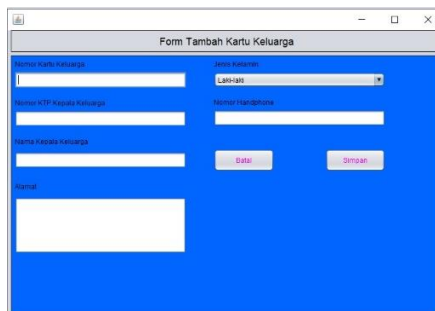 Form Tambah Kartu Keluarga
Nomor Kartu Keluarga
Nomor KTP Kepala Keluarga
Nama Kepala Keluarga
Alamat
Jenis Kelamin
Laki-laki
Nomor Handphone
Batal
Simpan